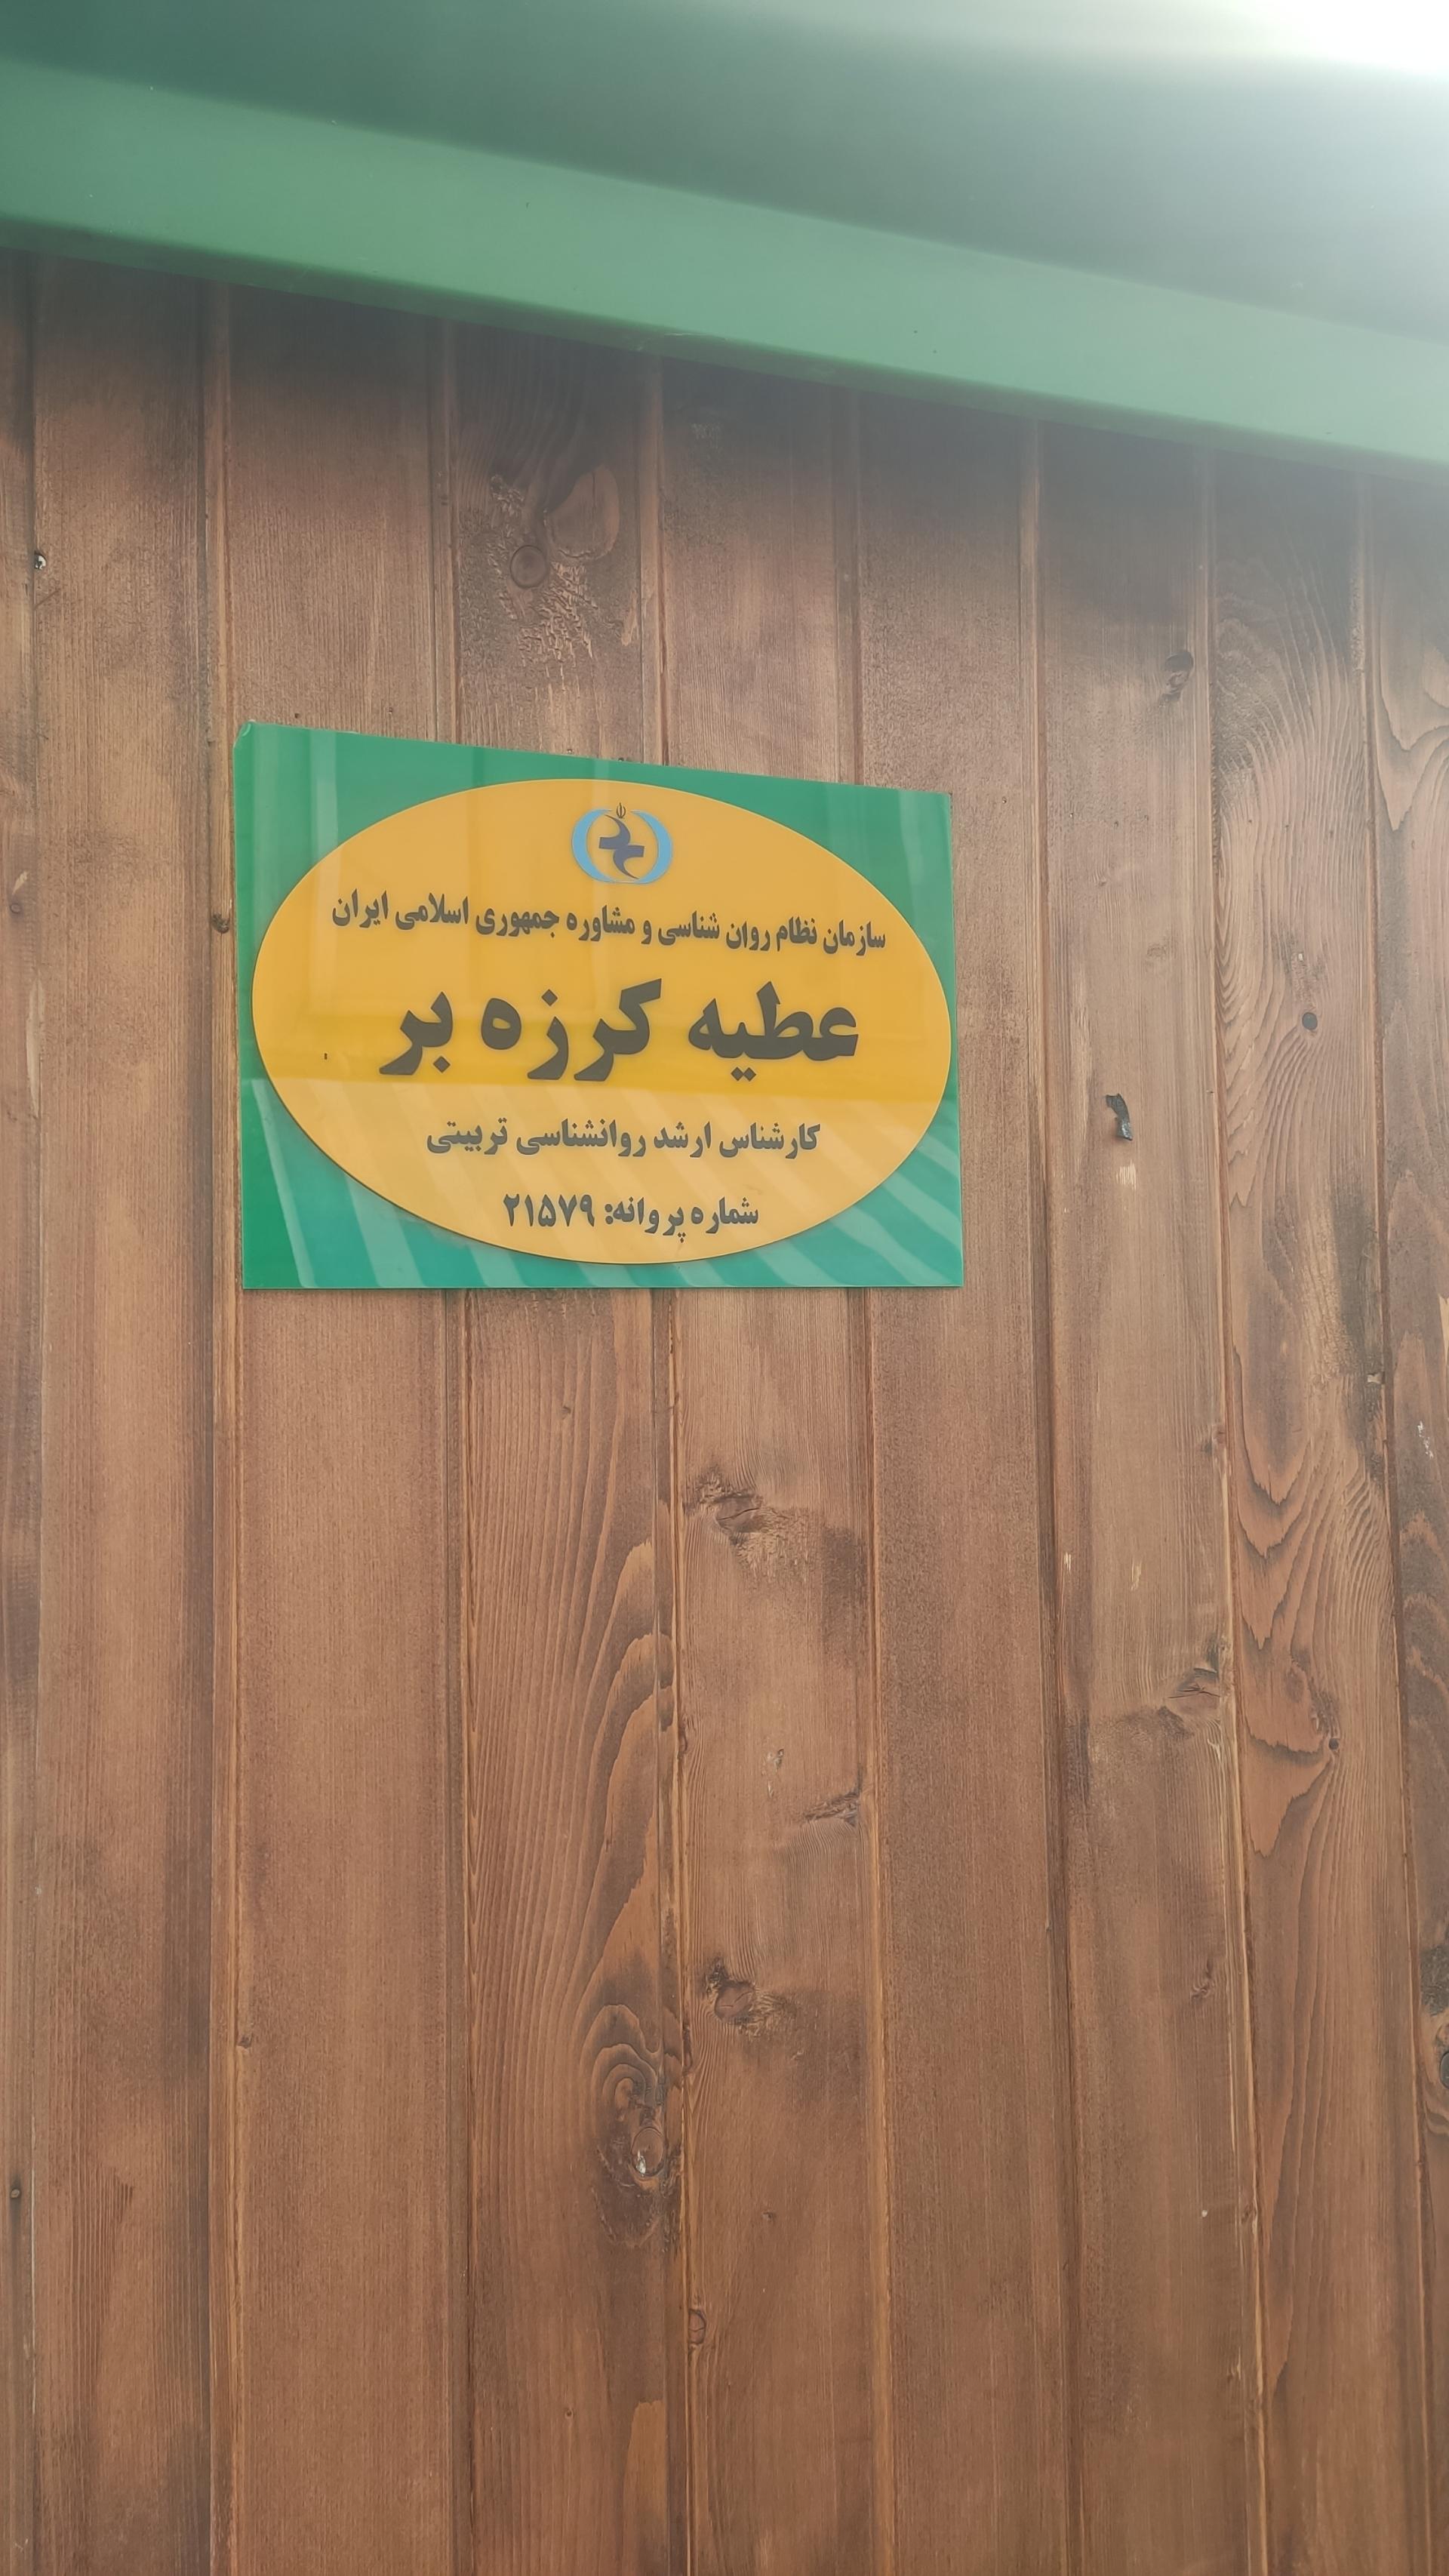 سازمان نظام روان شناسی و مشاوره جمهوری اسلامی ایران
عطیه کرزه بر
کارشناس ارشد روانشناسی تربیتی
شماره پروانه: ۲۱۵۷۹